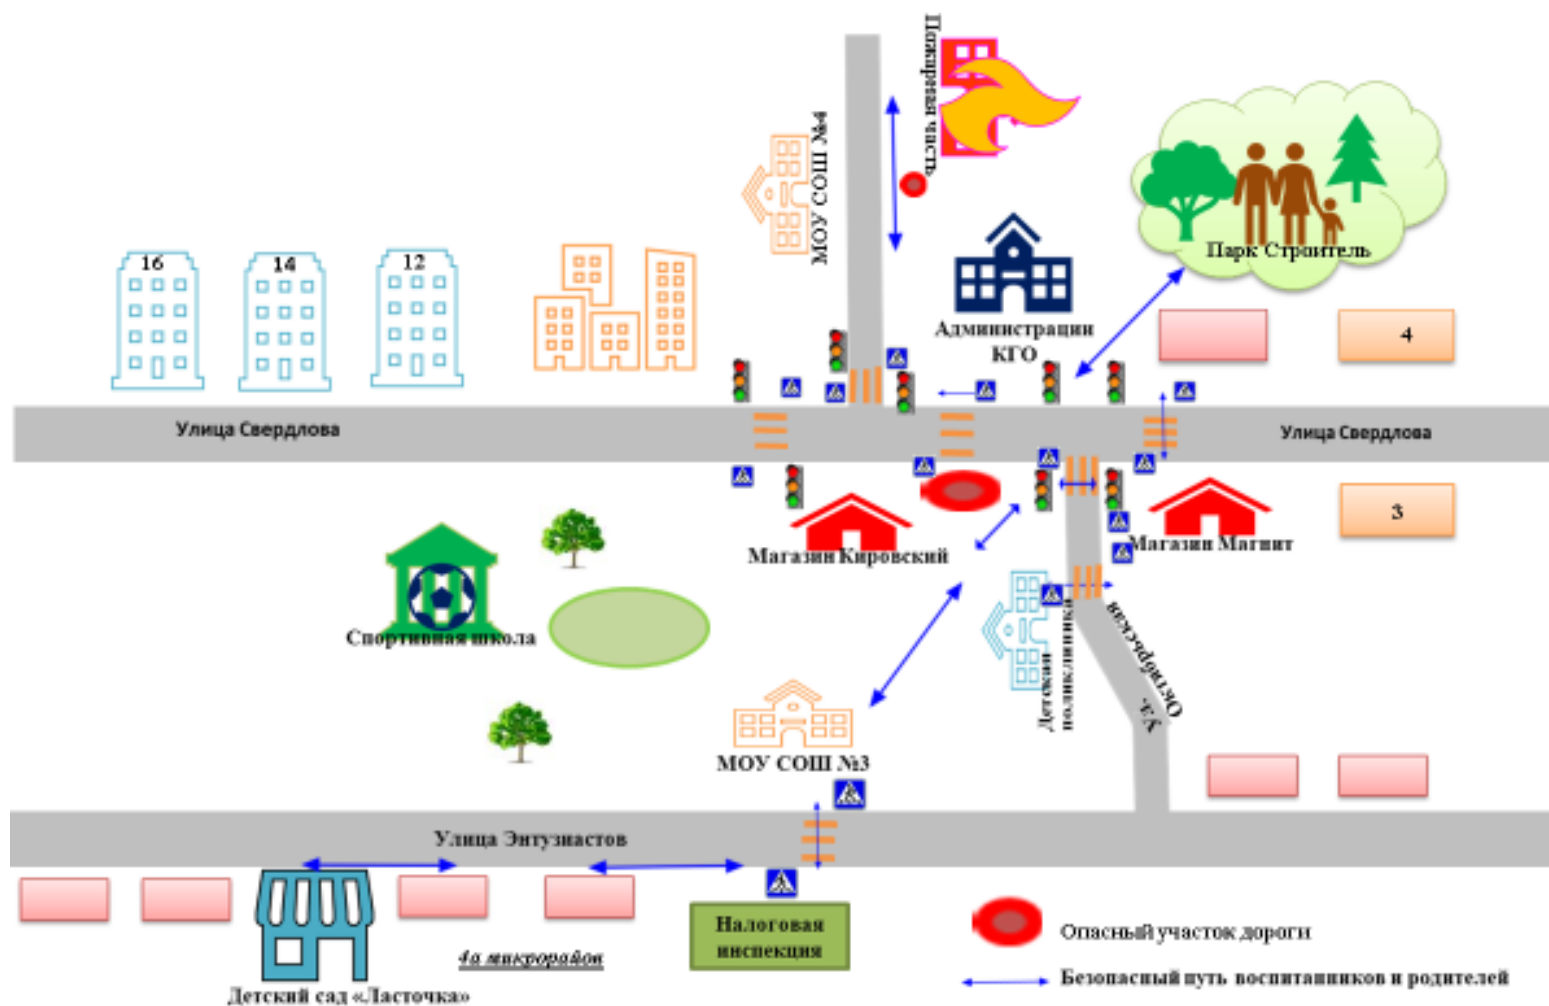 Пожарная часть
МОУ СОШ №4
Парк Строитель
16
14
12
Администрации
КГО
4
Улица Свердлова
Улица Свердлова
3
Магазин Кировский
Магазин Магнит
Спортивная школа
Детская
поликлиника
Ул.
Октябрьская
МОУ СОШ №3
Улица Энтузиастов
Налоговая
инспекция
4а микрорайон
Детский сад «Ласточка»
Опасный участок дороги
Безопасный путь воспитанников и родителей